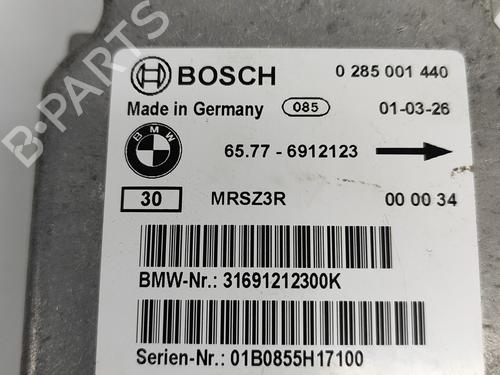 BOSCH 0 285 001 440
Made in Germany 085 01-03-26
BMW 65.77 - 6912123
30 MRSZ3R 00 00 34
BMW-Nr.: 31691212300K
Serien-Nr.: 01B0855H17100
B-PARTS